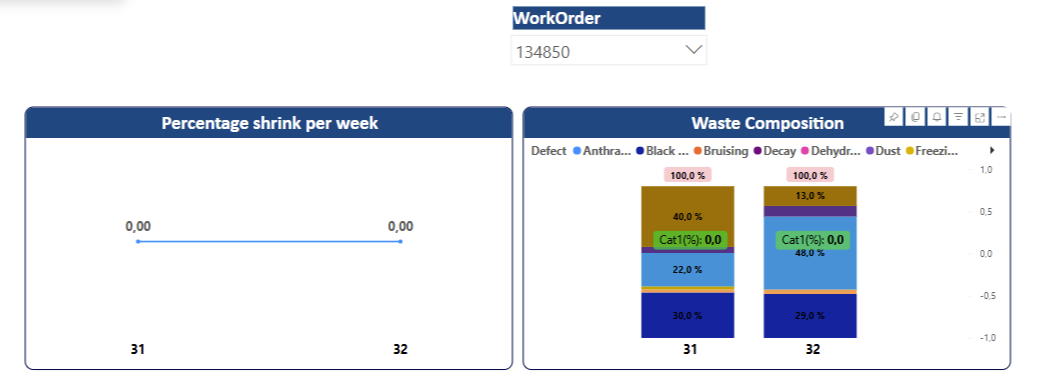 WorkOrder
134850
Percentage shrink per week
0,00 0,00
31 32
Waste Composition
Defect Anthra... Black ... Bruising Decay Dehydr... Dust Freezi...
100,0 % 100,0 % 1,0
13,0 %
40,0 % 0,5
Cat1(%): 0,0 Cat1(%): 0,0
48,0 % 0,0
22,0 %
-0,5
30,0 % 29,0 %
-1,0
31 32